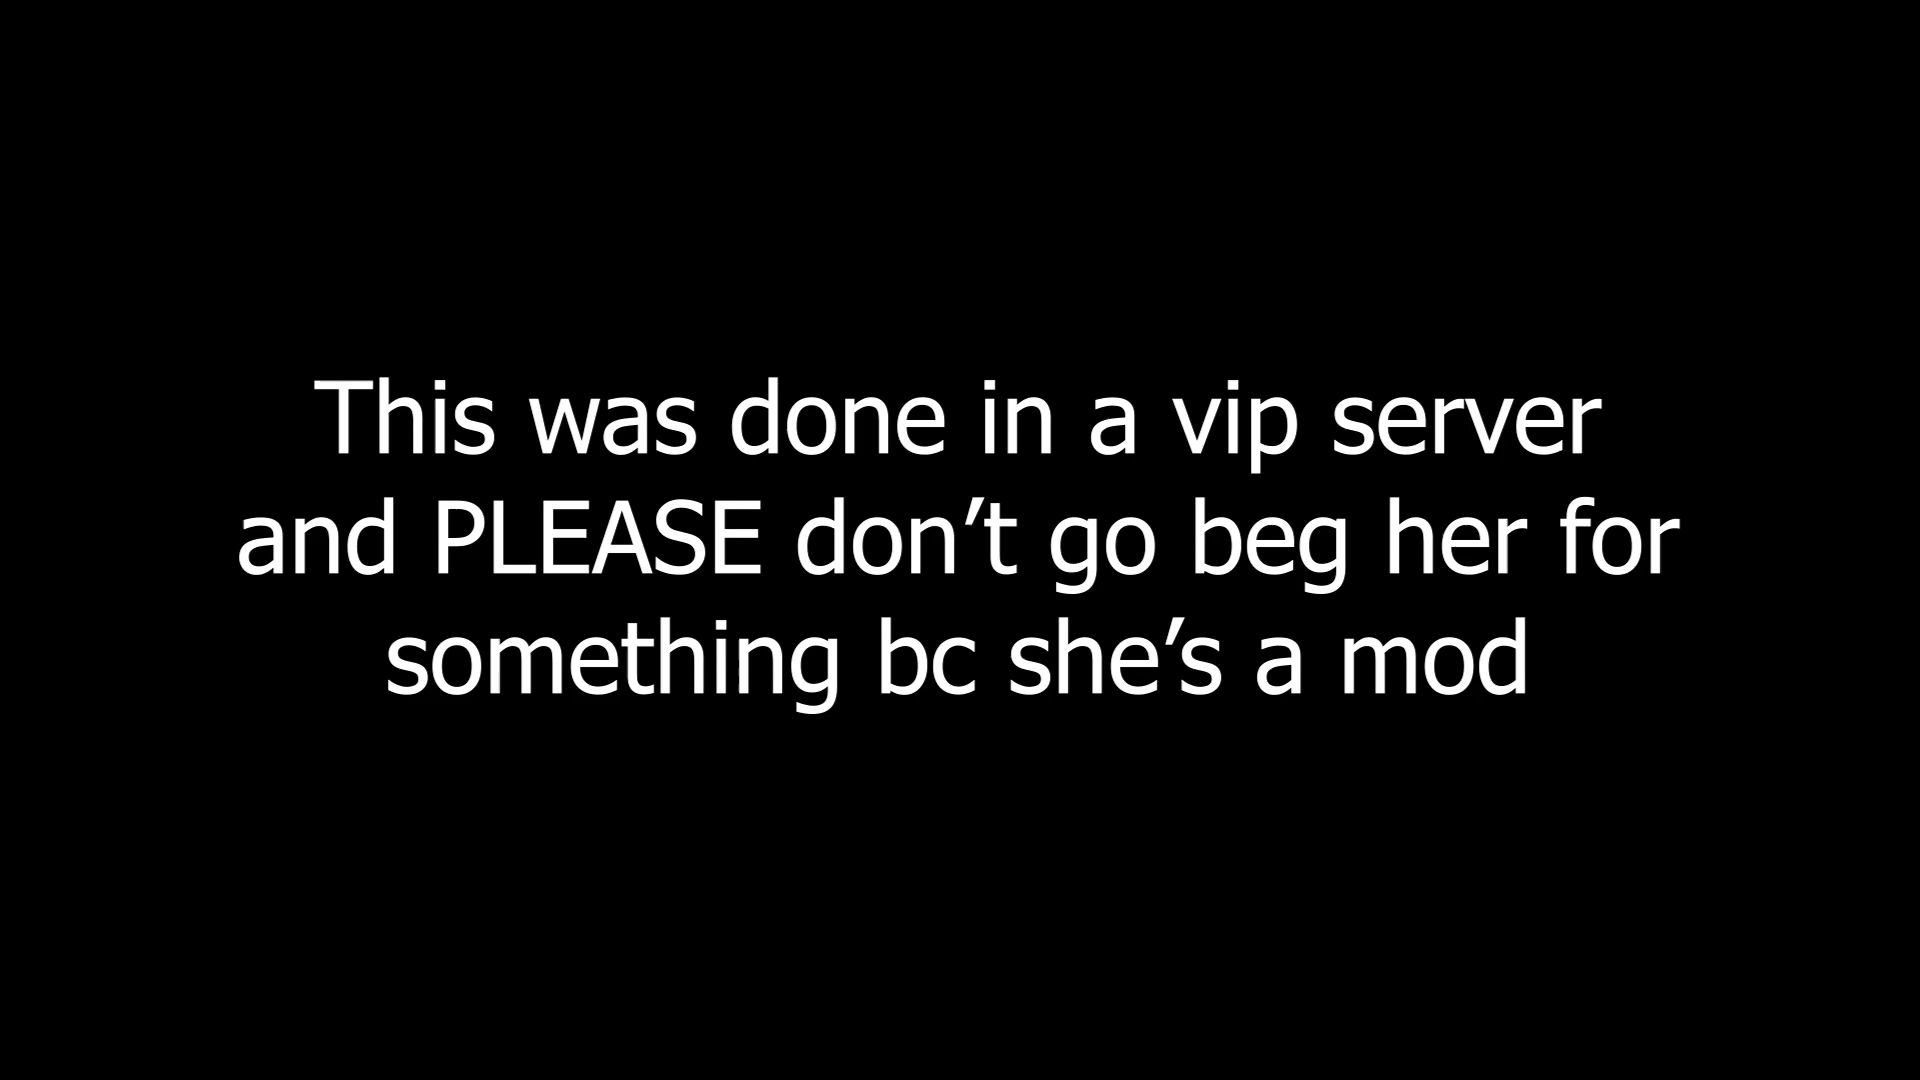 This was done in a vip server
and PLEASE don’t go beg her for
something bc she’s a mod